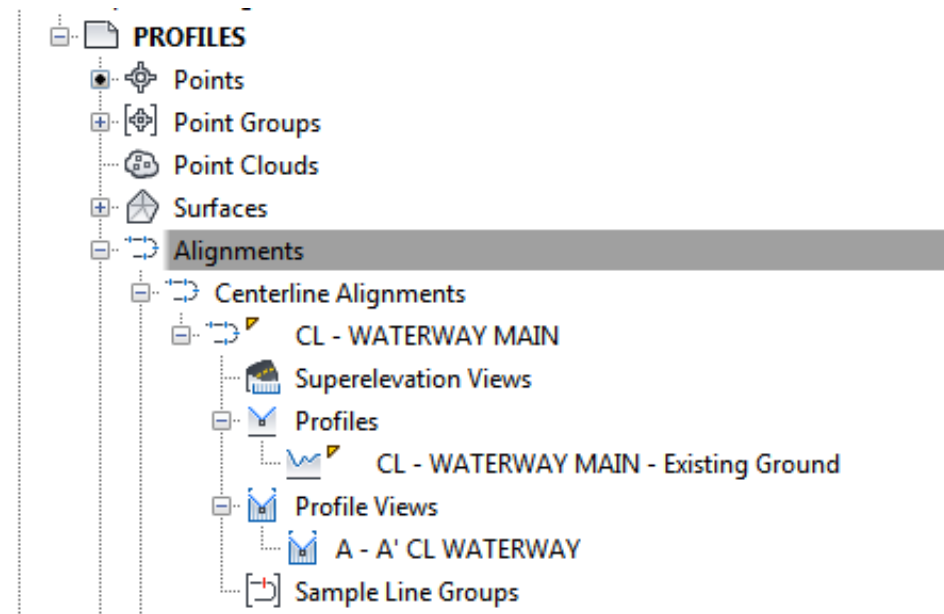 PROFILES
Points
Point Groups
Point Clouds
Surfaces
Alignments
Centerline Alignments
CL - WATERWAY MAIN
Superelevation Views
Profiles
CL - WATERWAY MAIN - Existing Ground
Profile Views
A - A' CL WATERWAY
Sample Line Groups